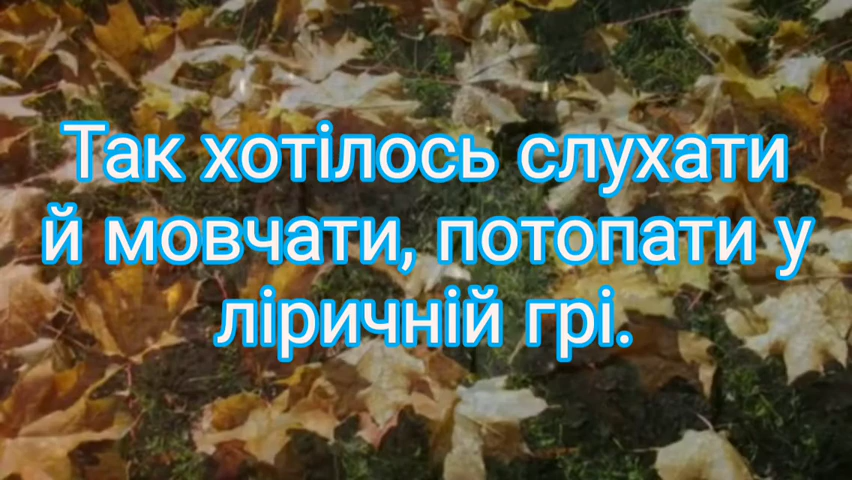 Так хотілось слухати
й мовчати, потопати у
ліричній грі.